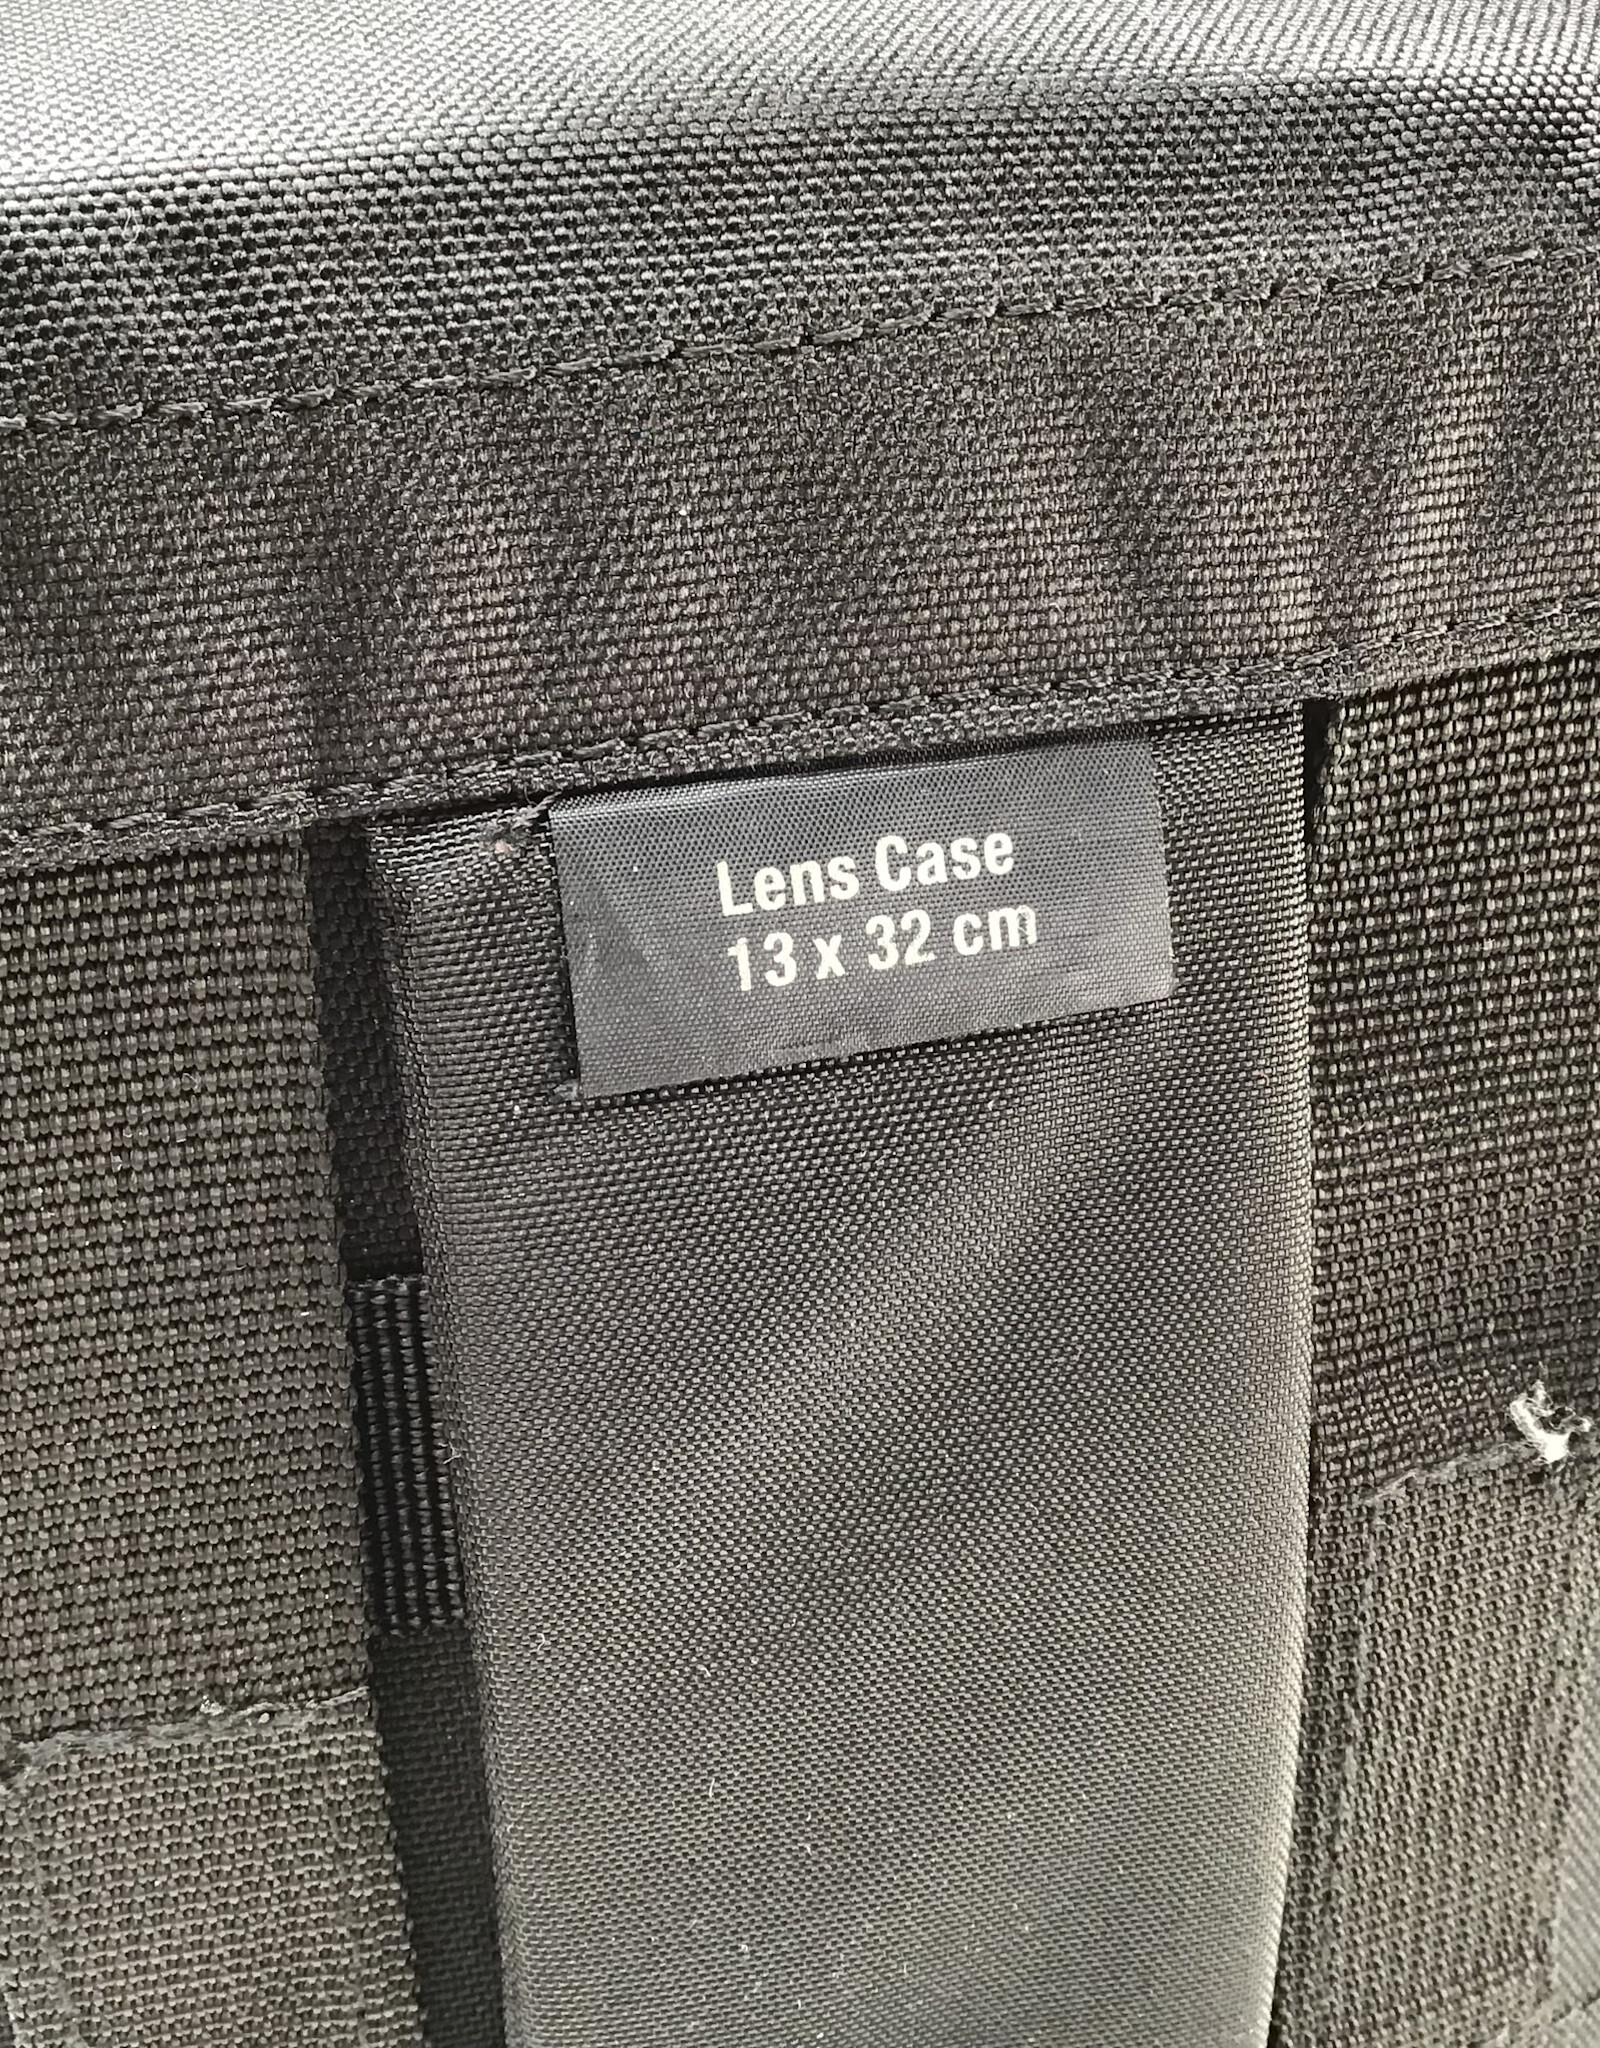 Lens Case
13 x 32 cm